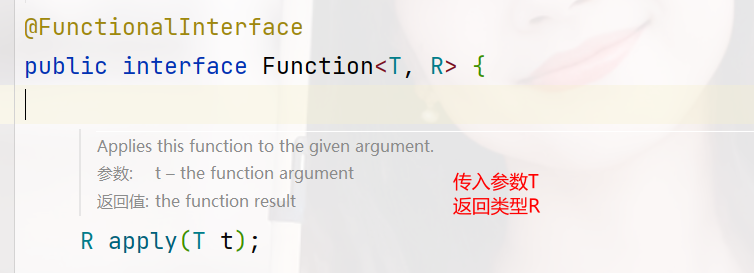 @FunctionalInterface
public interface Function<T, R> {
Applies this function to the given argument.
参数: t – the function argument
传入参数T
返回值: the function result
返回类型R
R apply(T t);